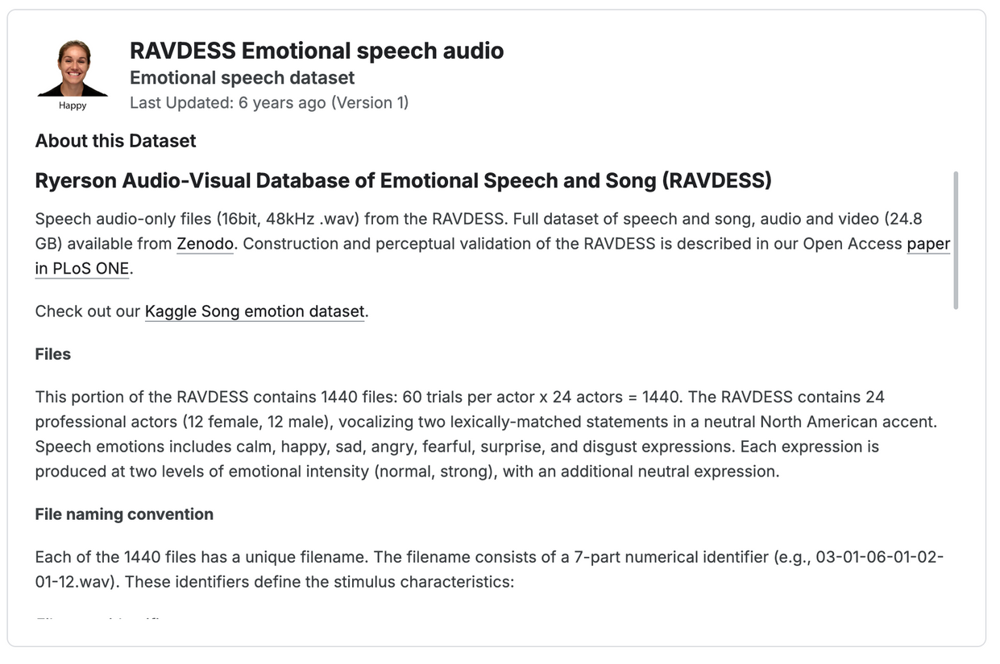 RAVDESS Emotional speech audio
Emotional speech dataset
Last Updated: 6 years ago (Version 1)
Happy
About this Dataset
Ryerson Audio-Visual Database of Emotional Speech and Song (RAVDESS)
Speech audio-only files (16bit, 48kHz .wav) from the RAVDESS. Full dataset of speech and song, audio and video (24.8
GB) available from Zenodo. Construction and perceptual validation of the RAVDESS is described in our Open Access paper
in PLoS ONE.
Check out our Kaggle Song emotion dataset.
Files
This portion of the RAVDESS contains 1440 files: 60 trials per actor x 24 actors = 1440. The RAVDESS contains 24
professional actors (12 female, 12 male), vocalizing two lexically-matched statements in a neutral North American accent.
Speech emotions includes calm, happy, sad, angry, fearful, surprise, and disgust expressions. Each expression is
produced at two levels of emotional intensity (normal, strong), with an additional neutral expression.
File naming convention
Each of the 1440 files has a unique filename. The filename consists of a 7-part numerical identifier (e.g., 03-01-06-01-02-
01-12.wav). These identifiers define the stimulus characteristics: